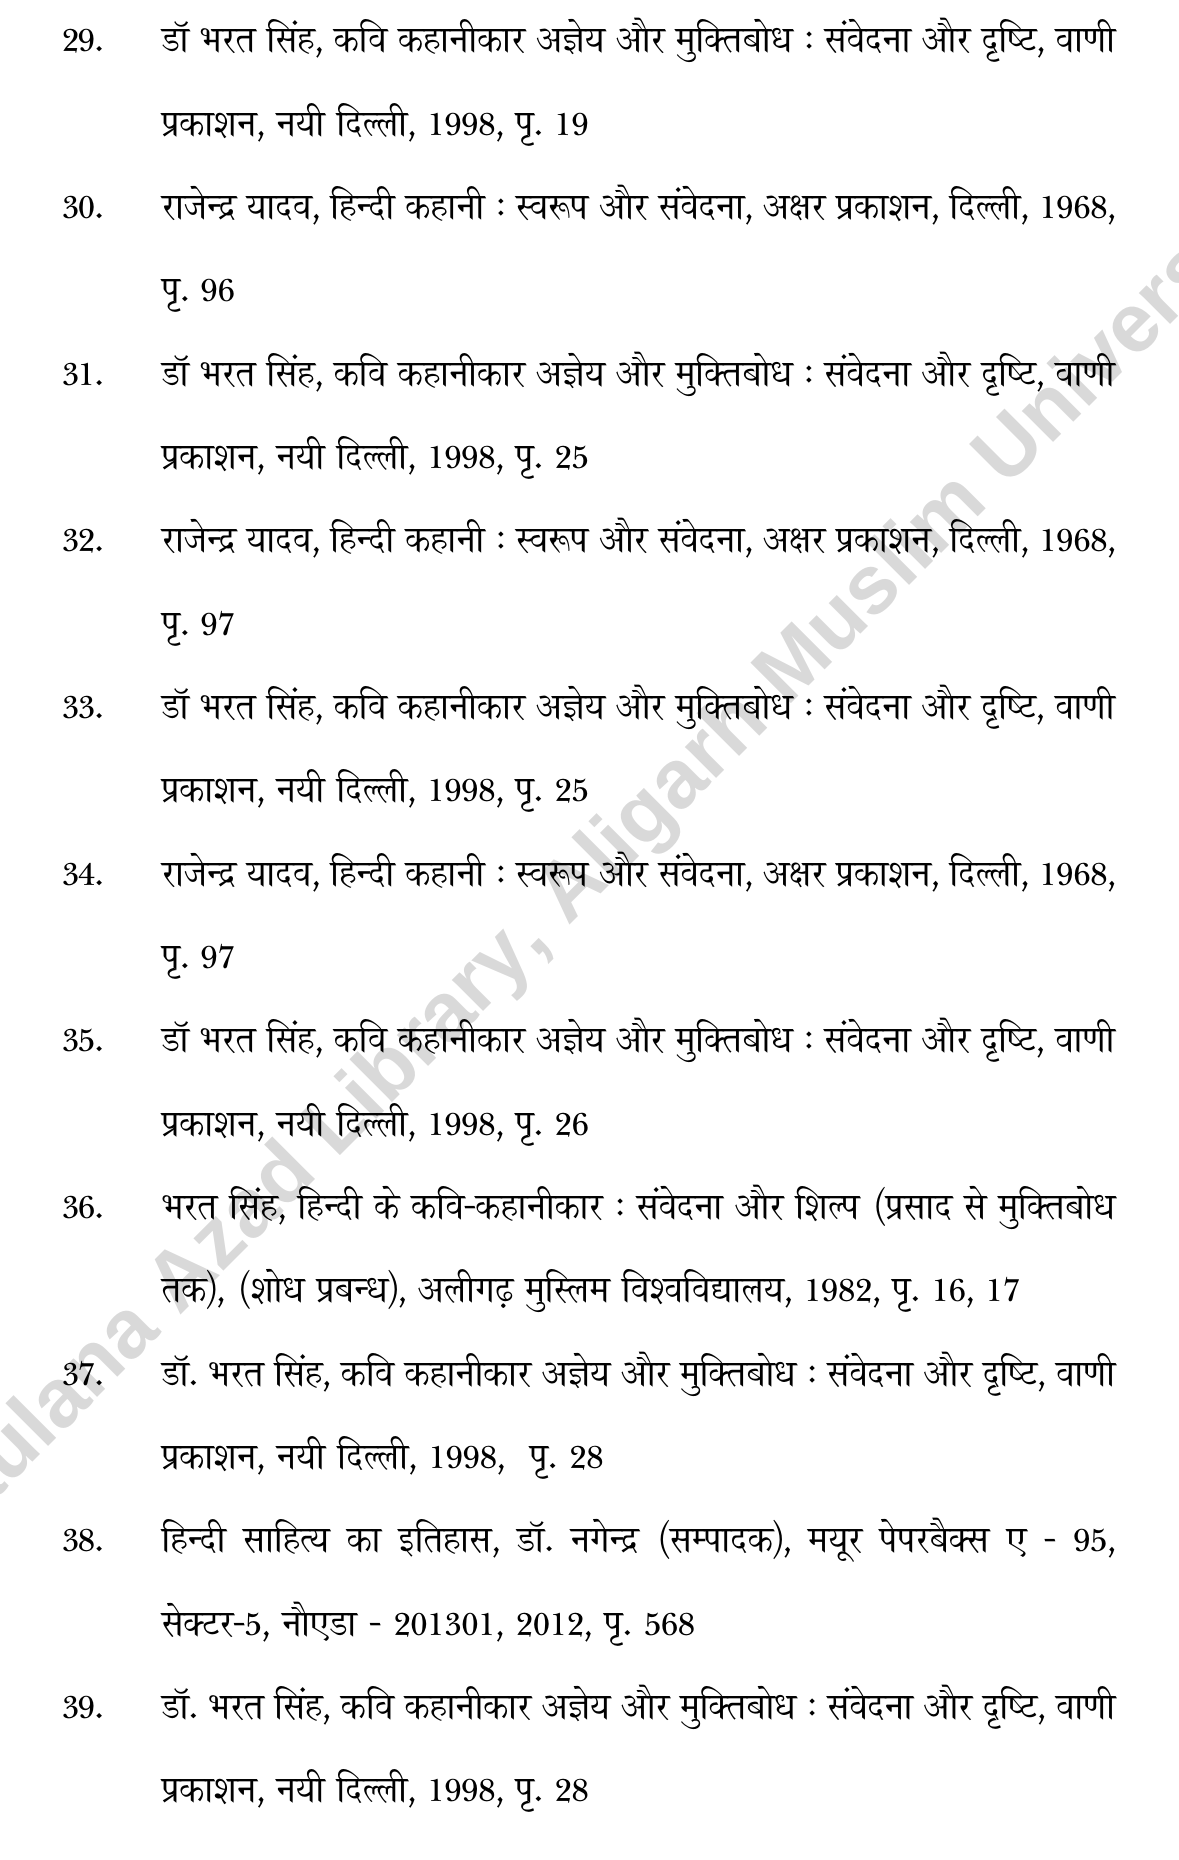 29. डॉ भरत सिंह, कवि कहानीकार अज्ञेय और मुक्तिबोध : संवेदना और दृष्टि, वाणी
प्रकाशन, नयी दिल्ली, 1998, पृ. 19
30. राजेन्द्र यादव, हिन्दी कहानी : स्वरूप और संवेदना, अक्षर प्रकाशन, दिल्ली, 1968,
पृ. 96
31. डॉ भरत सिंह, कवि कहानीकार अज्ञेय और मुक्तिबोध : संवेदना और दृष्टि, वाणी
प्रकाशन, नयी दिल्ली, 1998, पृ. 25
32. राजेन्द्र यादव, हिन्दी कहानी : स्वरूप और संवेदना, अक्षर प्रकाशन, दिल्ली, 1968,
पृ. 97
33. डॉ भरत सिंह, कवि कहानीकार अज्ञेय और मुक्तिबोध : संवेदना और दृष्टि, वाणी
प्रकाशन, नयी दिल्ली, 1998, पृ. 25
34. राजेन्द्र यादव, हिन्दी कहानी : स्वरूप और संवेदना, अक्षर प्रकाशन, दिल्ली, 1968,
पृ. 97
35. डॉ भरत सिंह, कवि कहानीकार अज्ञेय और मुक्तिबोध : संवेदना और दृष्टि, वाणी
प्रकाशन, नयी दिल्ली, 1998, पृ. 26
36. भरत सिंह, हिन्दी के कवि-कहानीकार : संवेदना और शिल्प (प्रसाद से मुक्तिबोध
तक), (शोध प्रबन्ध), अलीगढ़ मुस्लिम विश्वविद्यालय, 1982, पृ. 16, 17
37. डॉ. भरत सिंह, कवि कहानीकार अज्ञेय और मुक्तिबोध : संवेदना और दृष्टि, वाणी
प्रकाशन, नयी दिल्ली, 1998, पृ. 28
38. हिन्दी साहित्य का इतिहास, डॉ. नगेन्द्र (सम्पादक), मयूर पेपरबैक्स ए - 95,
सेक्टर-5, नौएडा - 201301, 2012, पृ. 568
39. डॉ. भरत सिंह, कवि कहानीकार अज्ञेय और मुक्तिबोध : संवेदना और दृष्टि, वाणी
प्रकाशन, नयी दिल्ली, 1998, पृ. 28
ulana Azad Library, Aligarh Muslim Univers